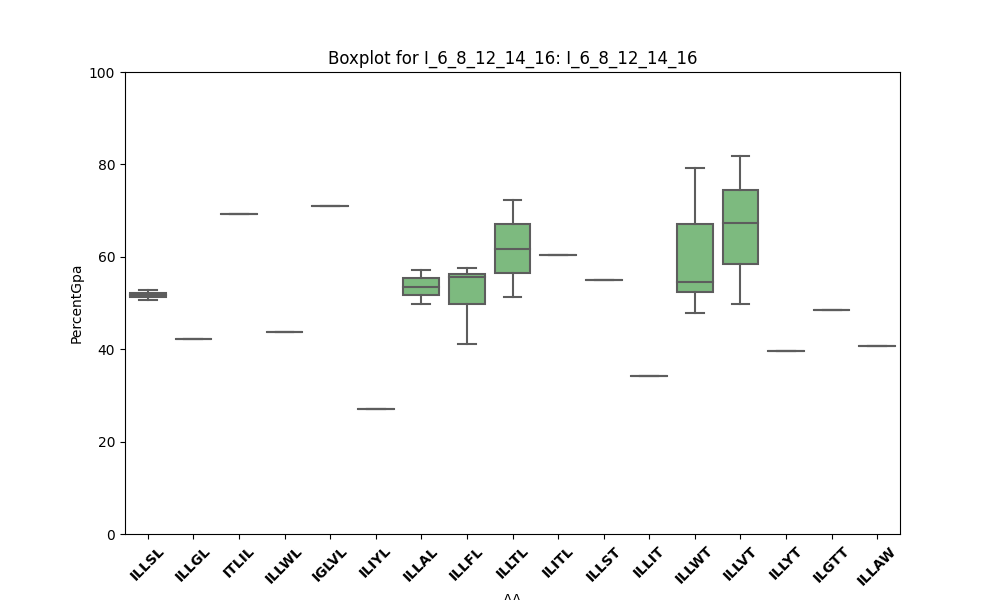 Boxplot for I_6_8_12_14_16: I_6_8_12_14_16
100
80
60
40
20
0
PercentGpa
ILLSL
ILLGL
ITLIL
ILLWL
IGLVL
ILIYL
ILLAL
ILLFL
ILLTL
ILITL
ILLST
ILLIT
ILLWT
ILLVT
ILLYT
ILGTT
ILLAW